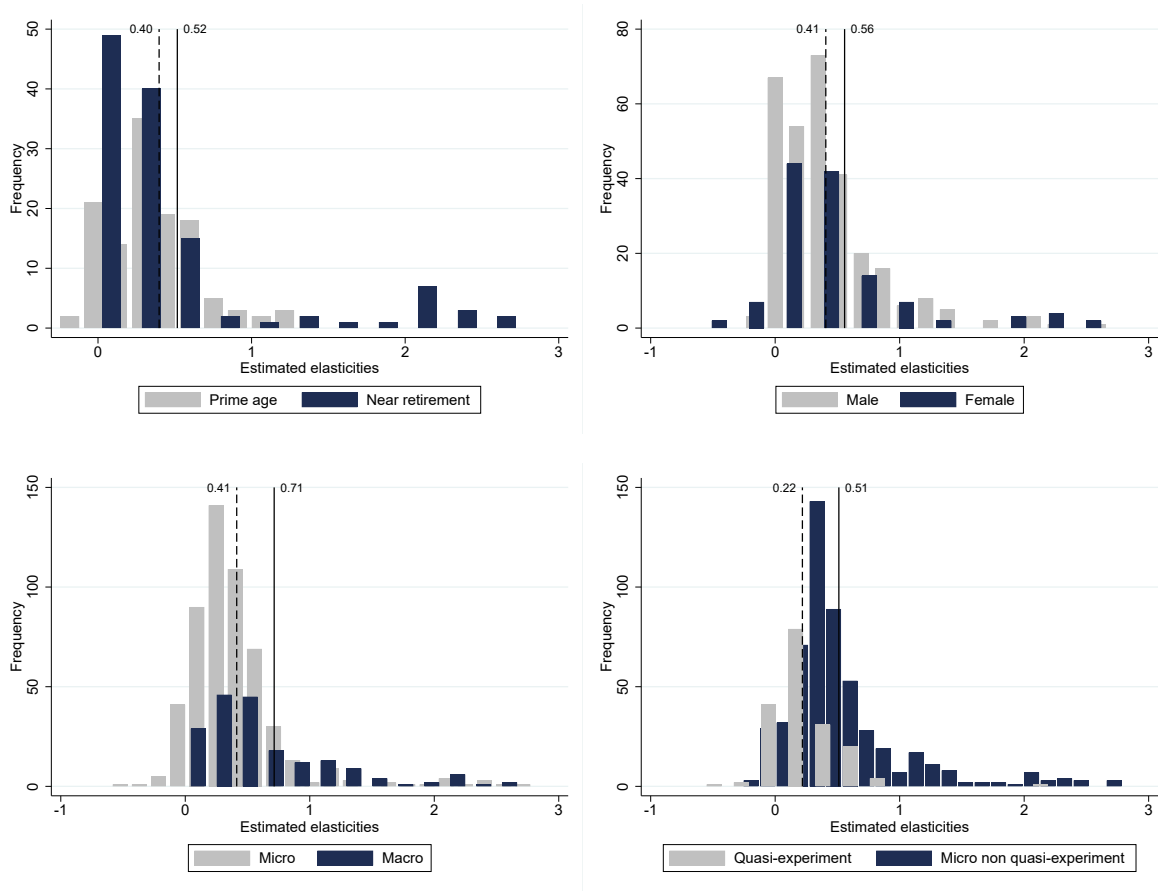 0.40 0.52
Frequency
50
40
30
20
10
0
0 1 2 3
Estimated elasticities
Prime age Near retirement
0.41 0.56
Frequency
80
60
40
20
0
-1 0 1 2 3
Estimated elasticities
Male Female
0.41 0.71
Frequency
150
100
50
0
-1 0 1 2 3
Estimated elasticities
Micro Macro
0.22 0.51
Frequency
150
100
50
0
-1 0 1 2 3
Estimated elasticities
Quasi-experiment Micro non quasi-experiment